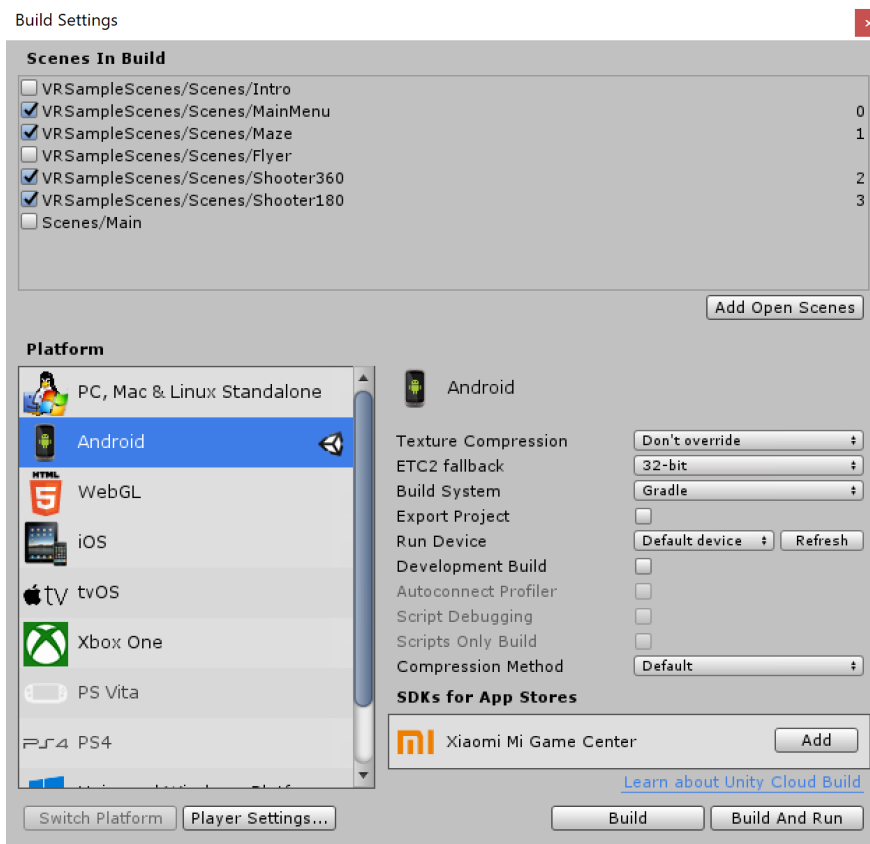 Build Settings
Scenes In Build
VRSampleScenes/Scenes/Intro
VRSampleScenes/Scenes/MainMenu 0
VRSampleScenes/Scenes/Maze 1
VRSampleScenes/Scenes/Flyer
VRSampleScenes/Scenes/Shooter360 2
VRSampleScenes/Scenes/Shooter180 3
Scenes/Main
Add Open Scenes
Platform
PC, Mac & Linux Standalone
Android
HTML
5
WebGL
iOS
tv tvOS
Xbox One
PS Vita
PS4 PS4
Android
Texture Compression Don't override
ETC2 fallback 32-bit
Build System Gradle
Export Project
Run Device Default device Refresh
Development Build
Autoconnect Profiler
Script Debugging
Scripts Only Build
Compression Method Default
SDKs for App Stores
MI Xiaomi Mi Game Center Add
Learn about Unity Cloud Build
Switch Platform Player Settings... Build Build And Run